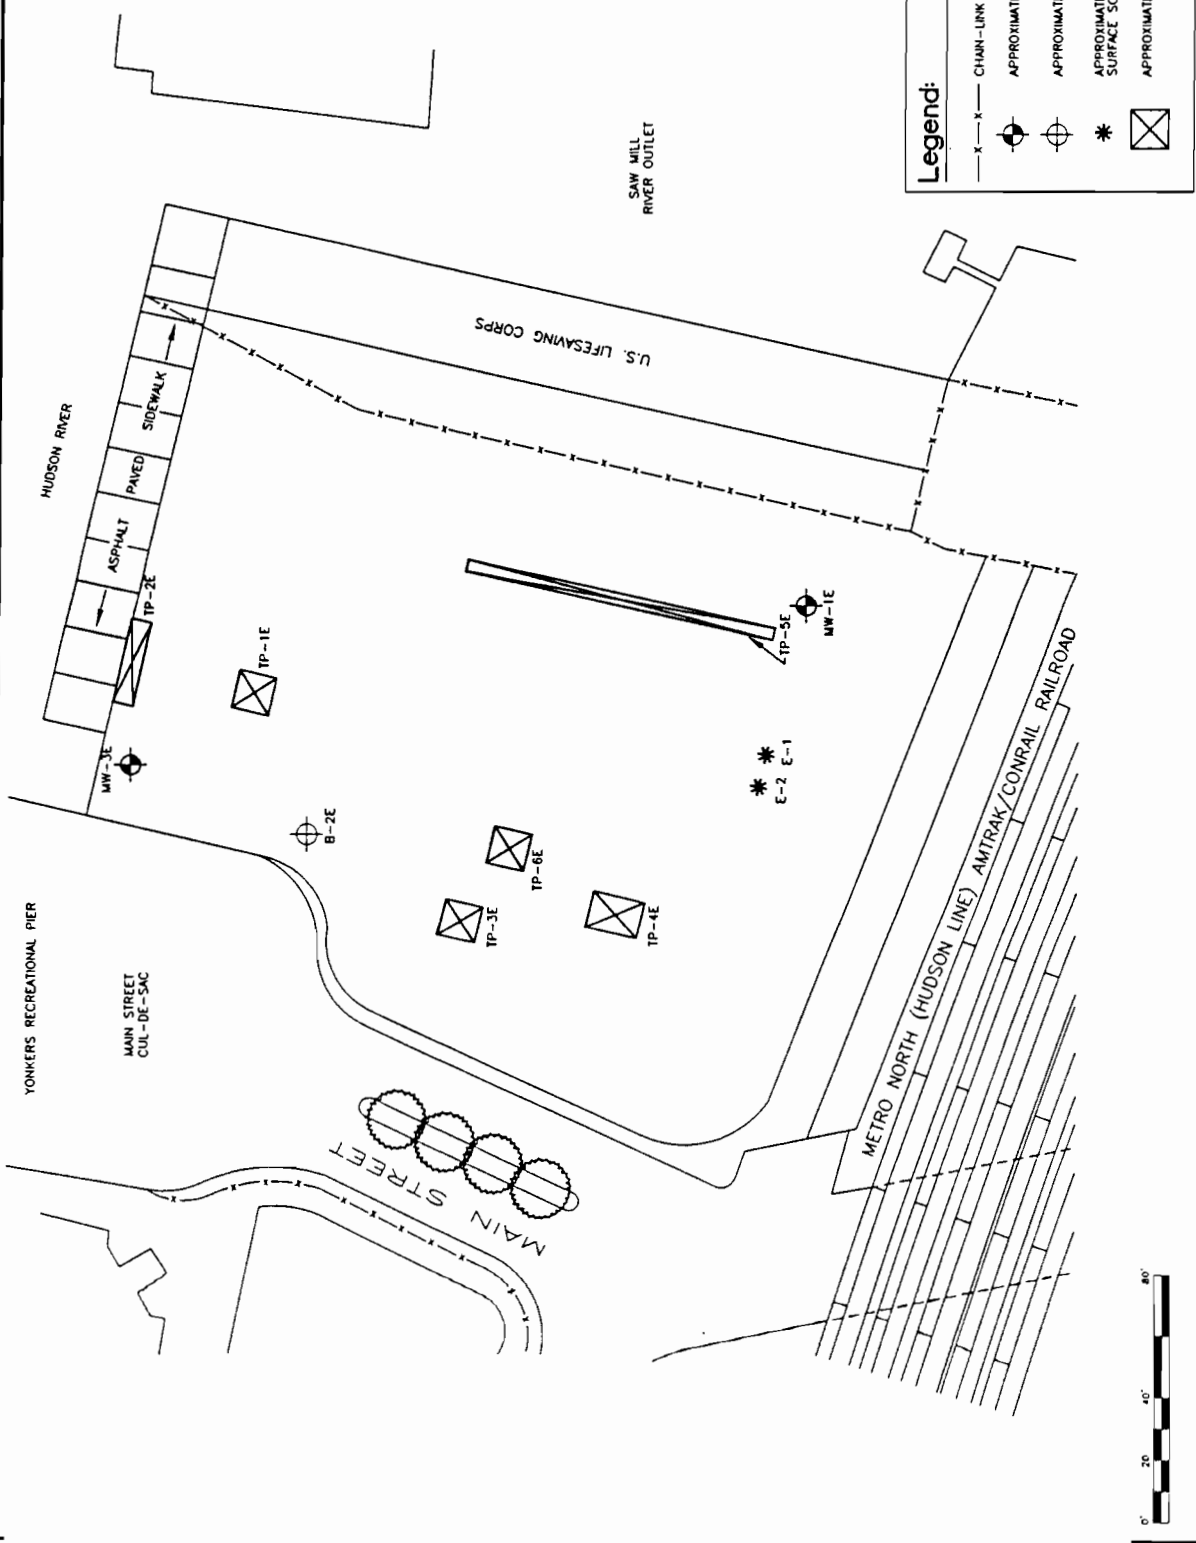 YONKERS RECREATIONAL PIER
HUDSON RIVER
MAIN STREET
CUL-DE-SAC
MW-3E
TP-2E
ASPHALT
PAVED
SIDEWALK
B-2E
TP-1E
MAIN STREET
TP-3E
TP-6E
TP-4E
U.S. LIFESAVING CORPS
SAW MILL
RIVER OUTLET
E-2
E-1
TP-5E
MW-1E
METRO NORTH (HUDSON LINE) AMTRAK/CONRAIL RAILROAD
0'
20
40'
80'
Legend:
CHAIN-LINK
APPROXIMAT
APPROXIMAT
APPROXIMAT
SURFACE SO
APPROXIMAT